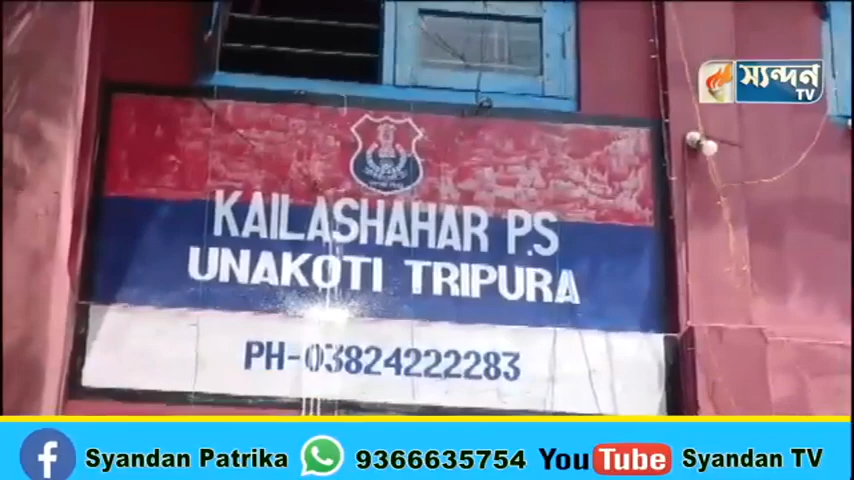 স্যন্দন
TV
KAILASHAHAR P.S
UNAKOTI TRIPURA
PH-03824222283
Syandan Patrika 9366635754 YouTube Syandan TV